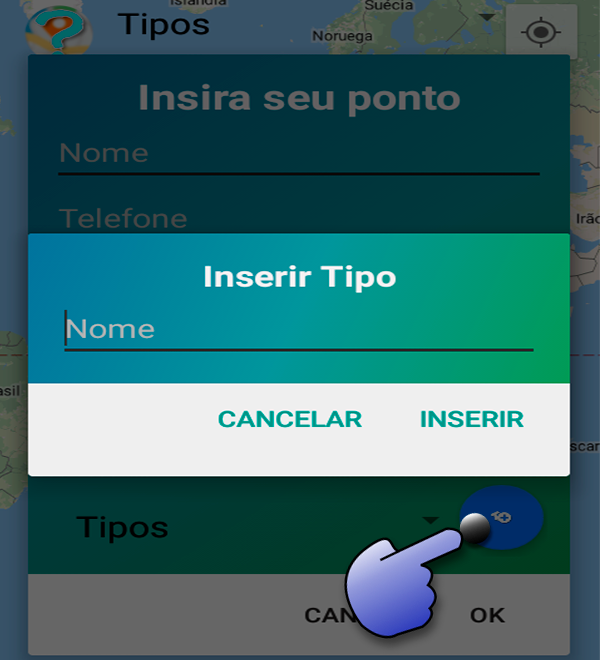 Islândia
Suécia
Tipos
Noruega
Insira seu ponto
Nome
Telefone
Irão
Inserir Tipo
Nome
asil
CANCELAR INSERIR
scar
Tipos
CAN
OK